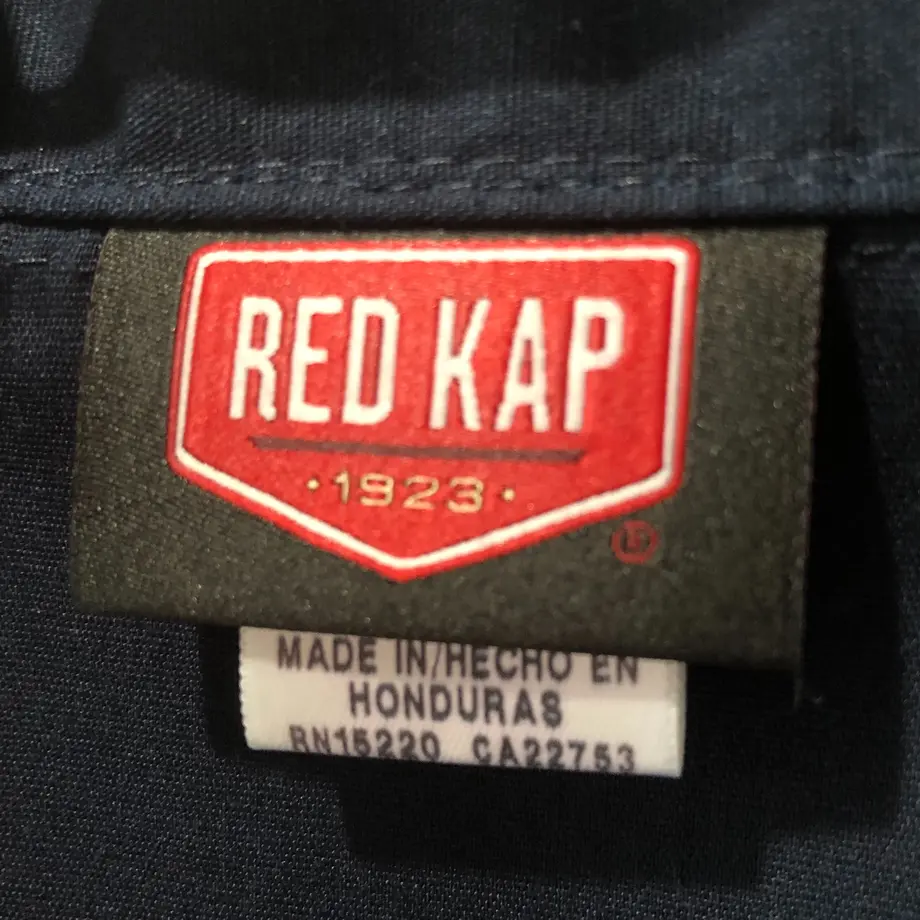 RED KAP
·1923·
®
MADE IN/HECHO EN
HONDURAS
RN15220 CA22753